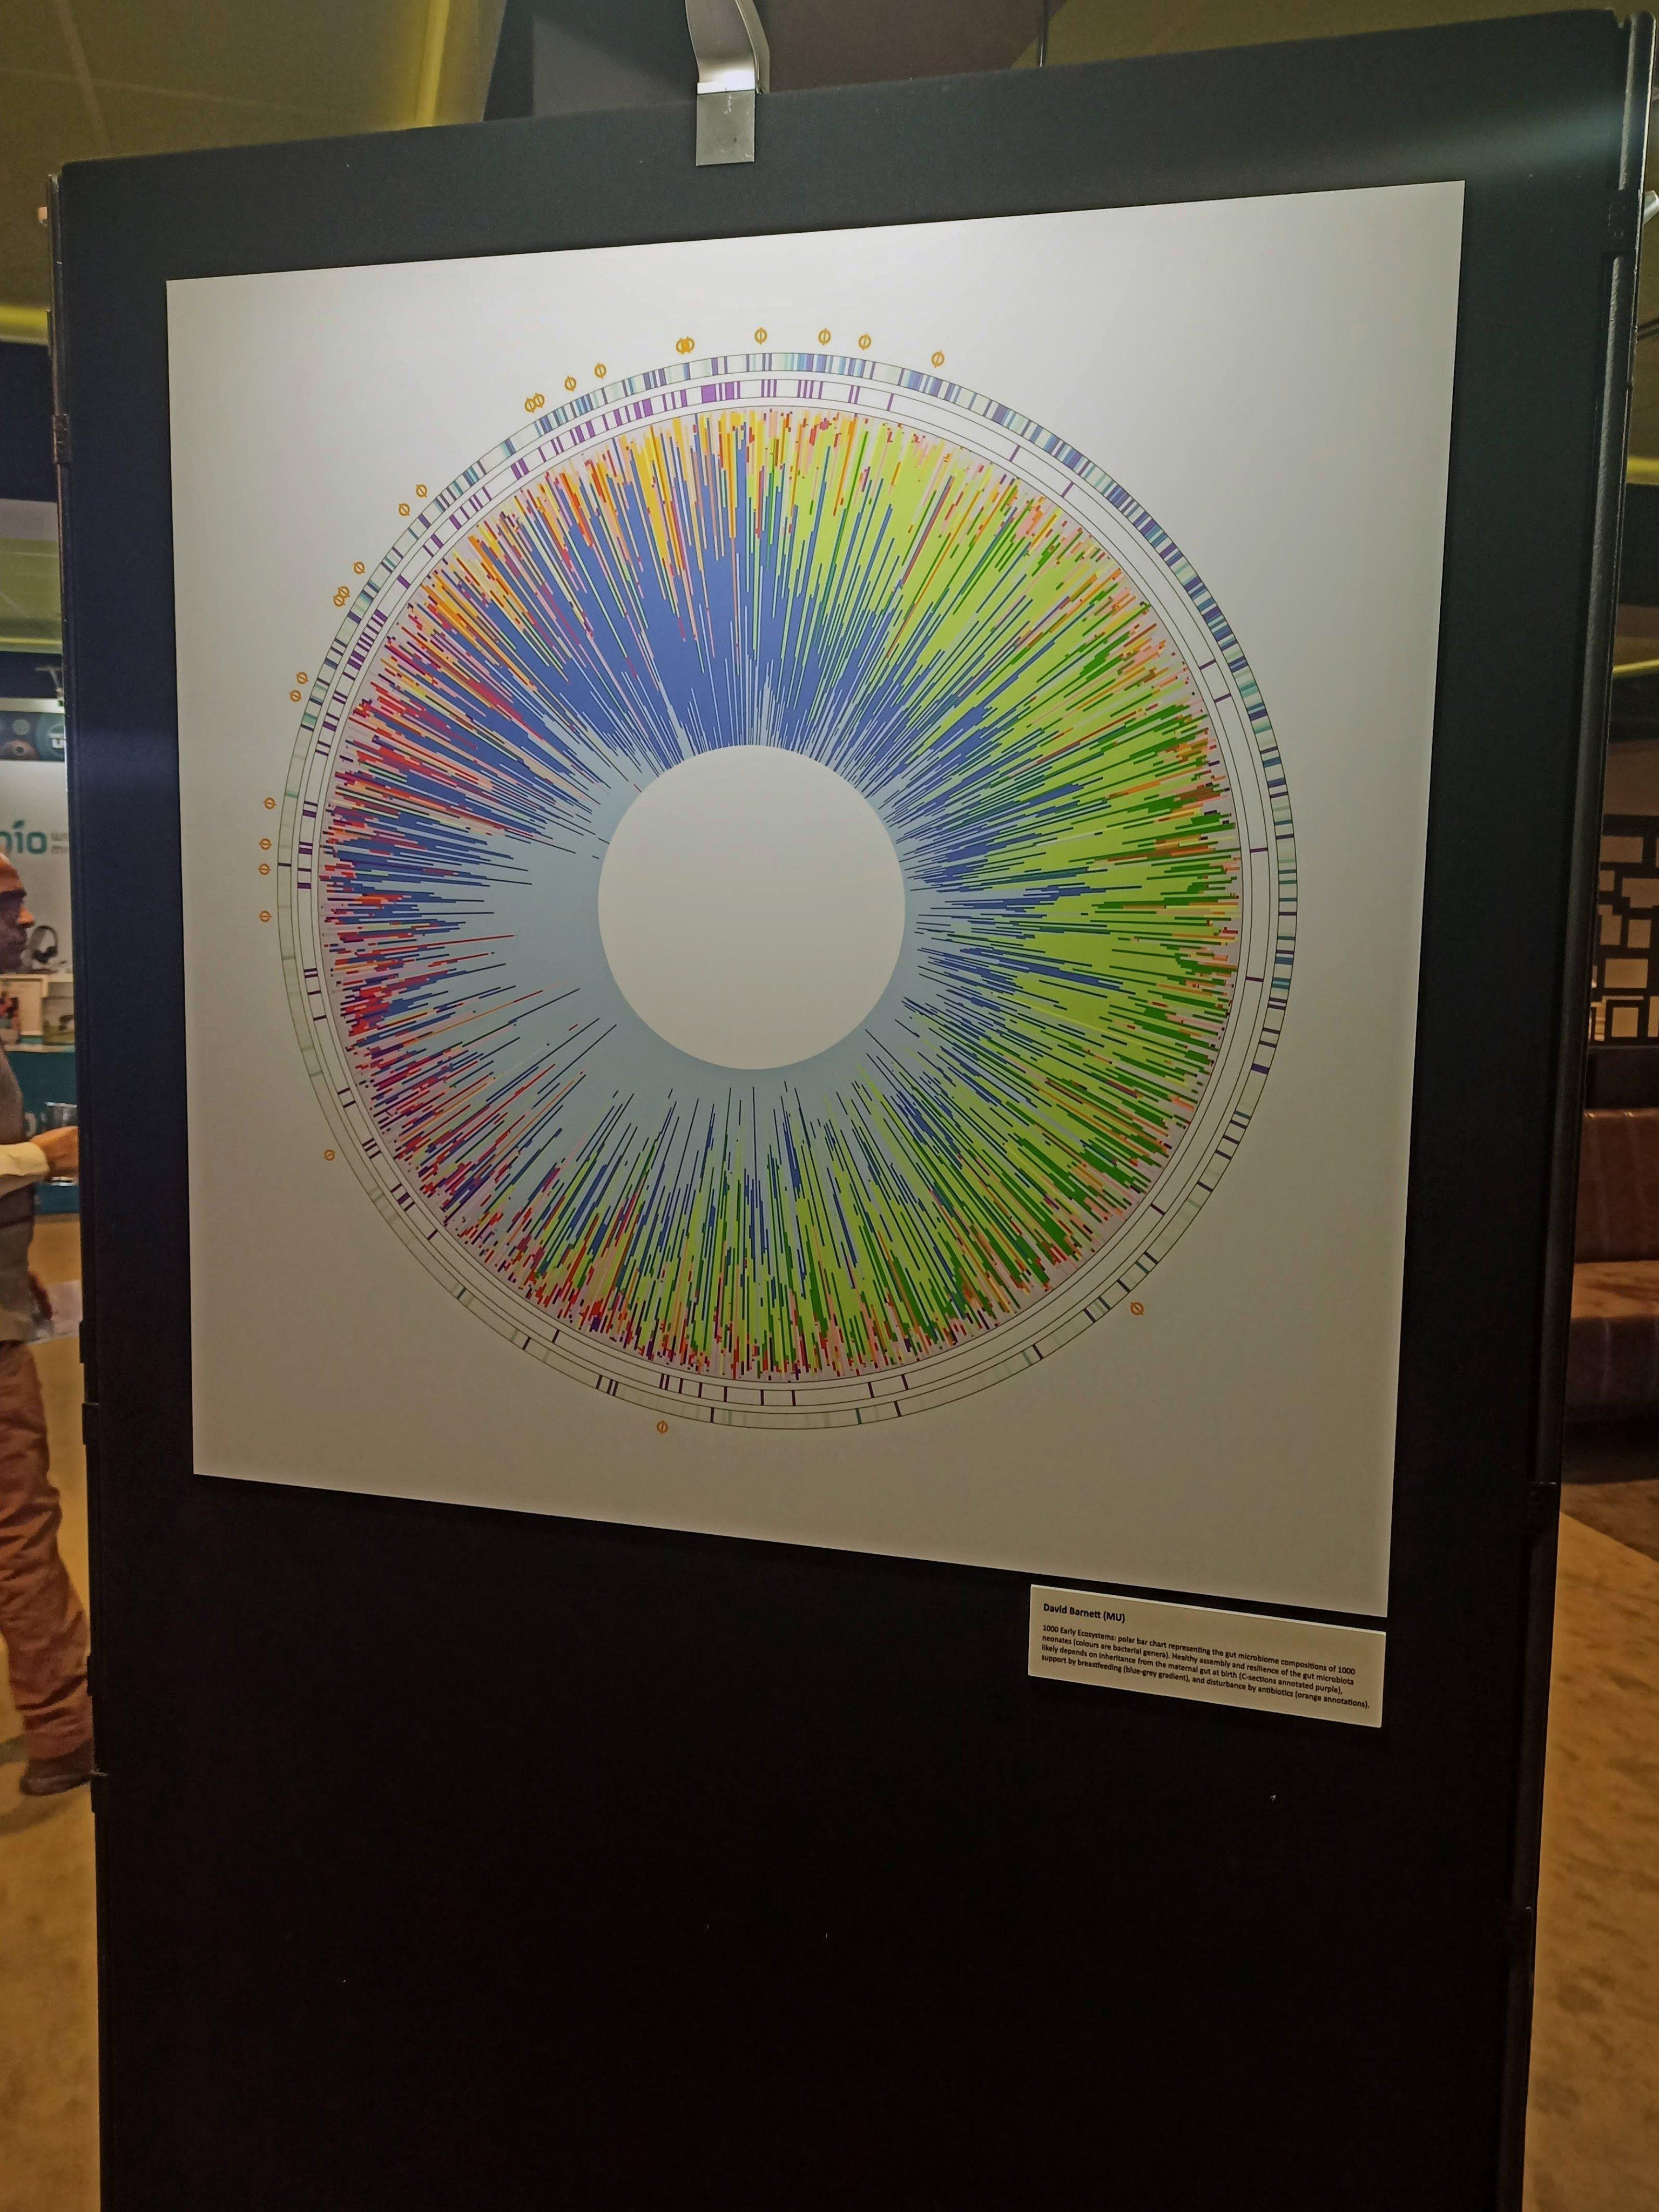 bio
David Barnett (MU)
1000 Early Ecosystems: polar bar chart representing the gut microbiome compositions of 1000
neonates (colours are bacterial genera). Healthy assembly and resilience of the gut microbiota
likely depends on inheritance from the maternal gut at birth (C-sections annotated purple),
support by breastfeeding (blue-grey gradient), and disturbance by antibiotics (orange annotations).